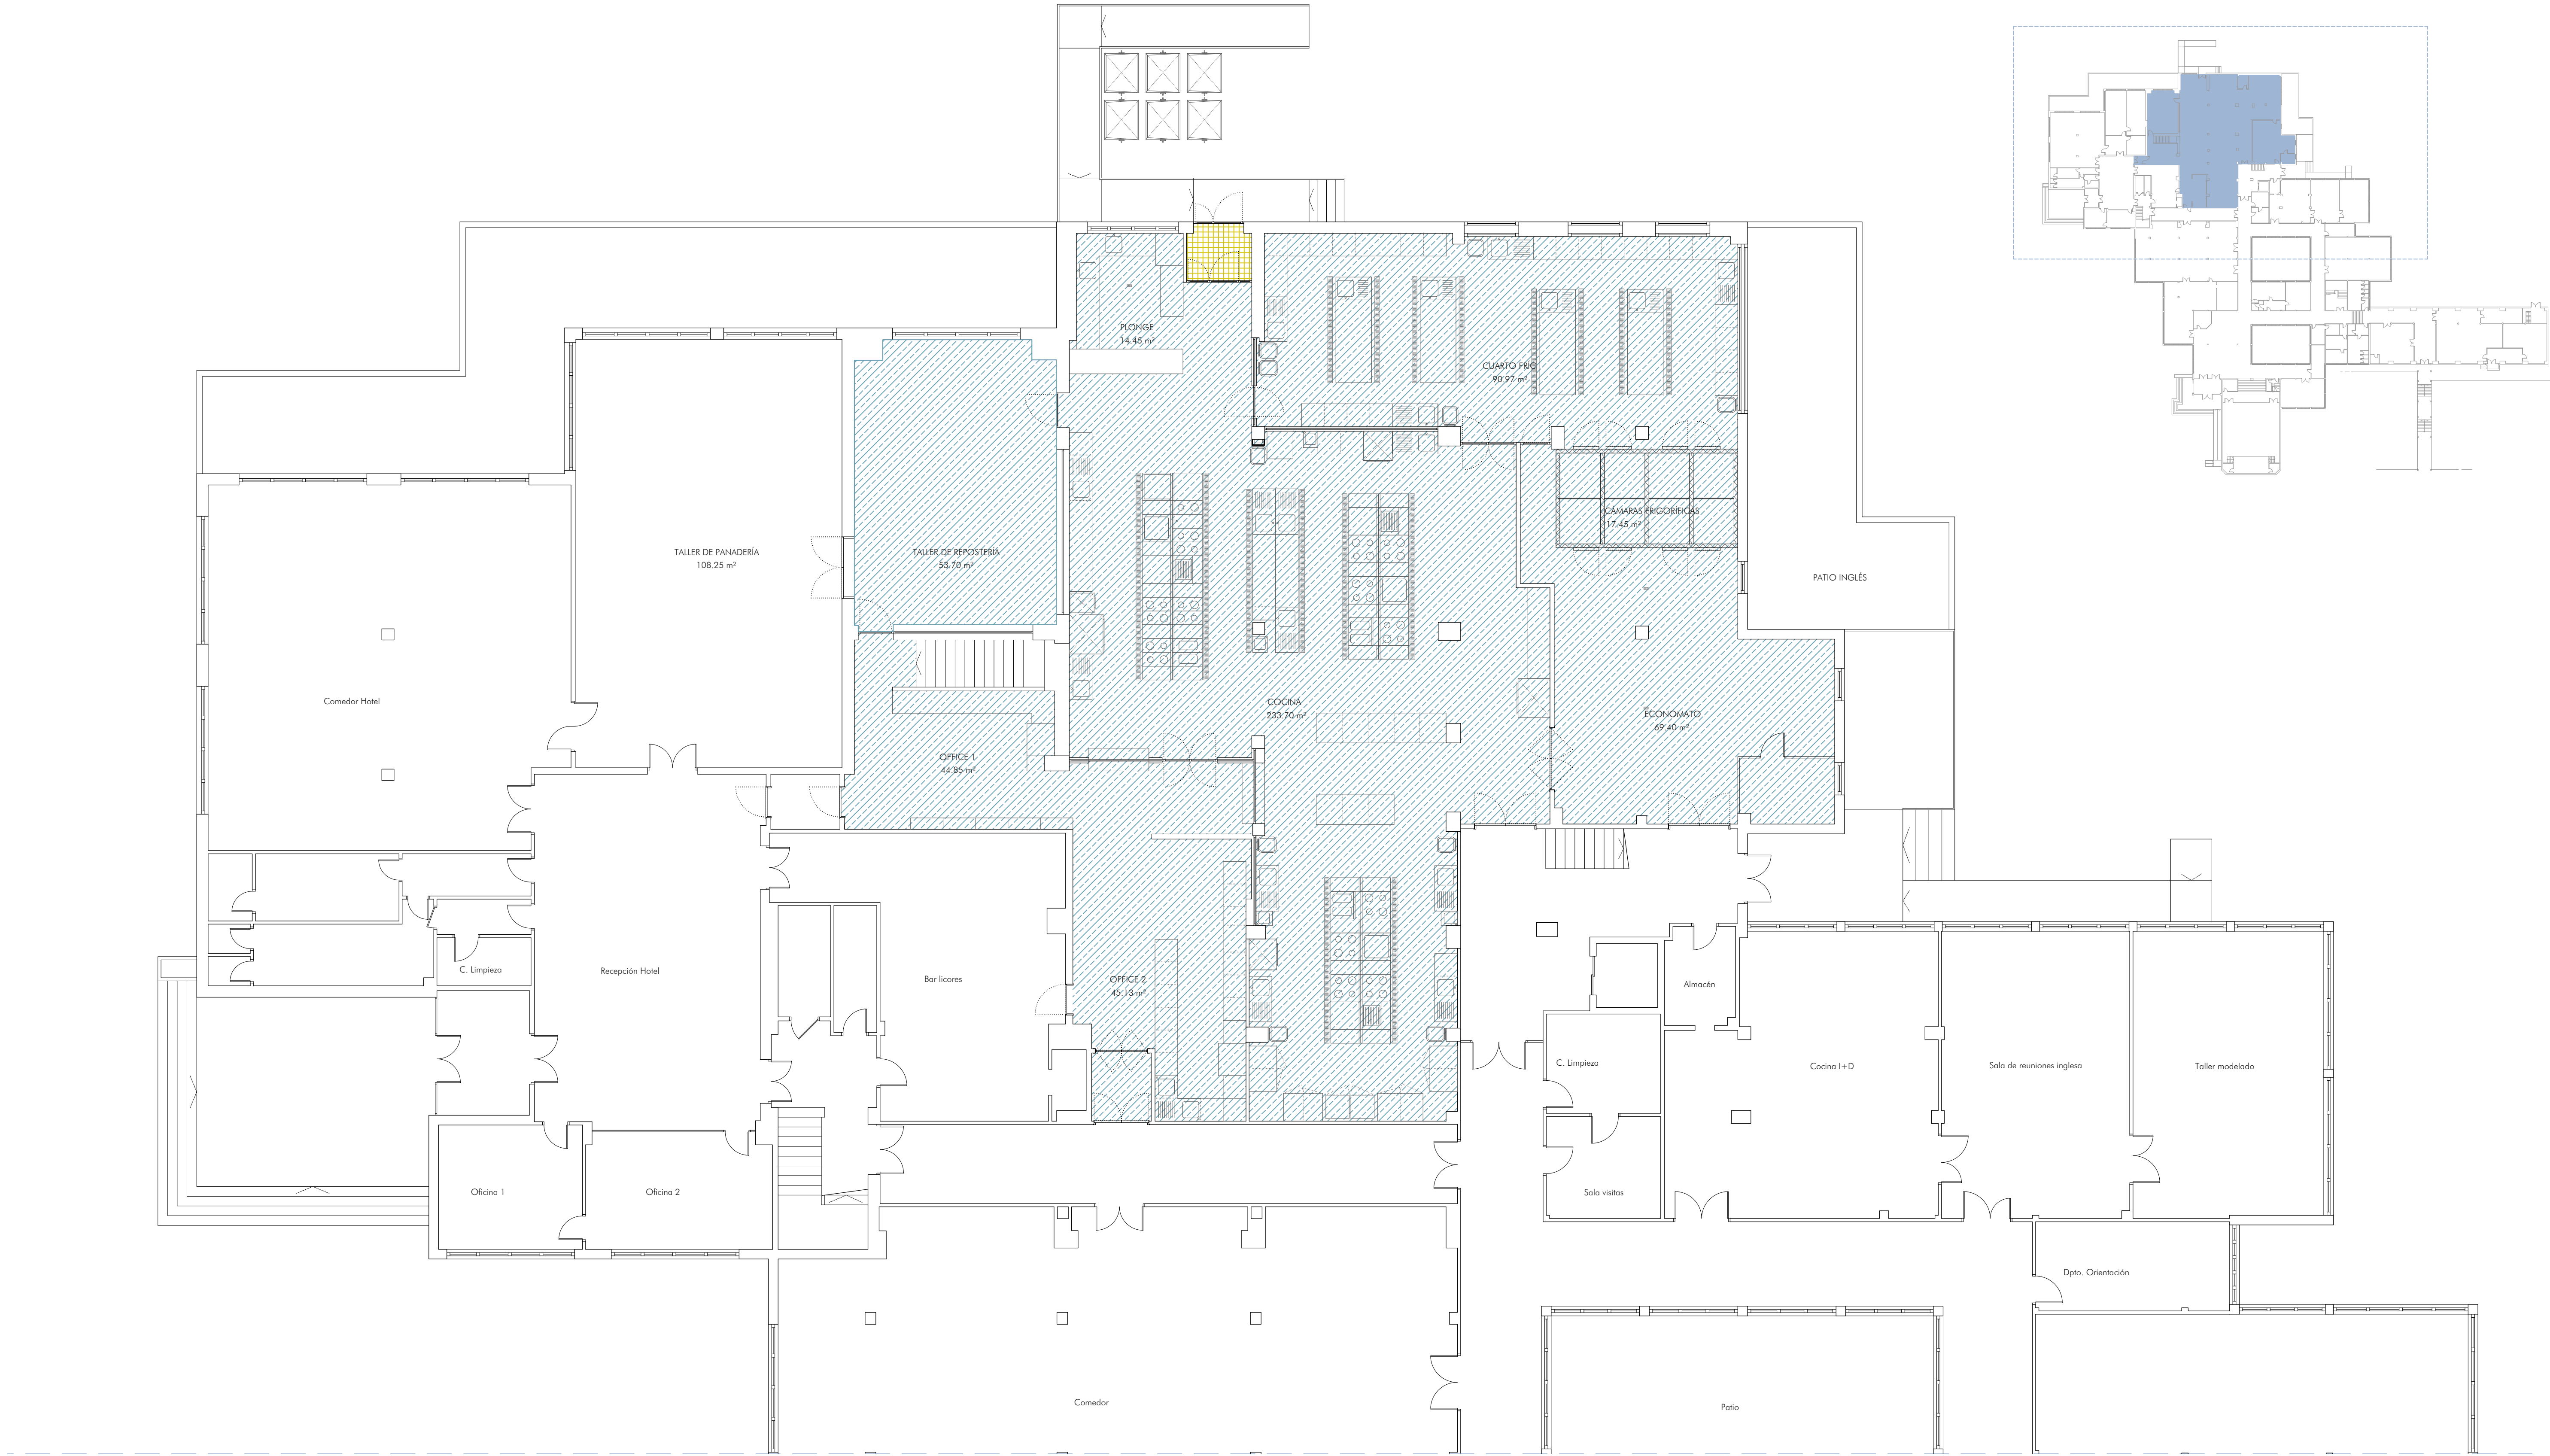 PLONGE
14.45 m²
CUARTO FRÍO
90.97 m²
CÁMARAS FRIGORÍFICAS
17.45 m²
TALLER DE PANADERÍA
108.25 m²
TALLER DE REPOSTERÍA
53.70 m²
PATIO INGLÉS
Comedor Hotel
COCINA
233.70 m²
ECONOMATO
69.40 m²
OFFICE 1
44.85 m²
C. Limpieza
Recepción Hotel
Bar licores
OFFICE 2
45.13 m²
Almacén
C. Limpieza
Cocina I+D
Sala de reuniones inglesa
Taller modelado
Oficina 1
Oficina 2
Sala visitas
Dpto. Orientación
Comedor
Patio